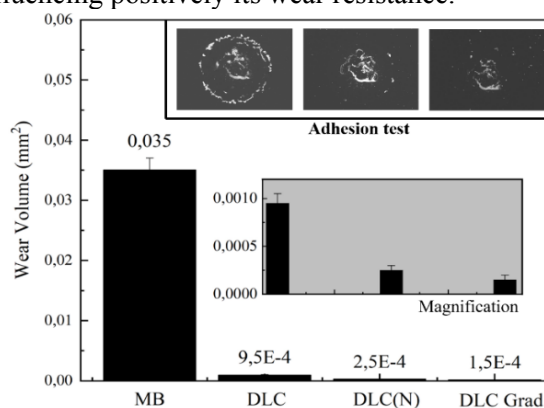 fluencing positively its wear resistance.
0,06
0,05
0,04
0,03
0,02
0,01
0,00
Wear Volume (mm²)
Adhesion test
0,035
0,0010
0,0005
0,0000
Magnification
9,5E-4
2,5E-4
1,5E-4
MB
DLC
DLC(N)
DLC Grad